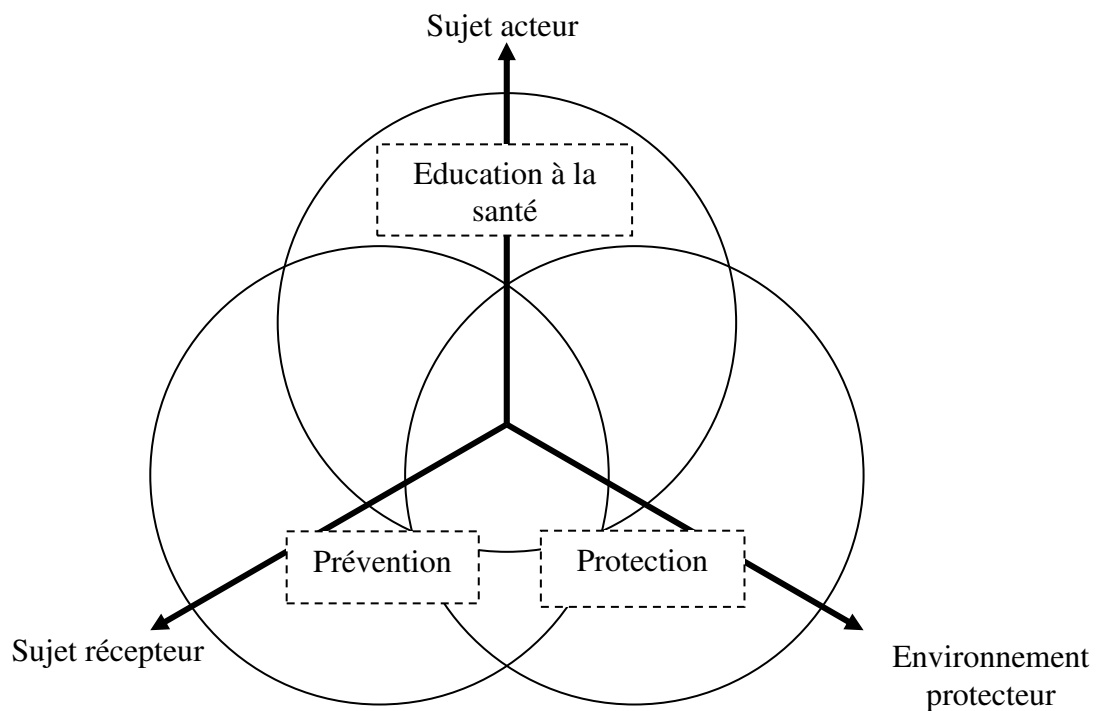 Sujet acteur
Education à la
santé
Prévention
Protection
Sujet récepteur
Environnement
protecteur